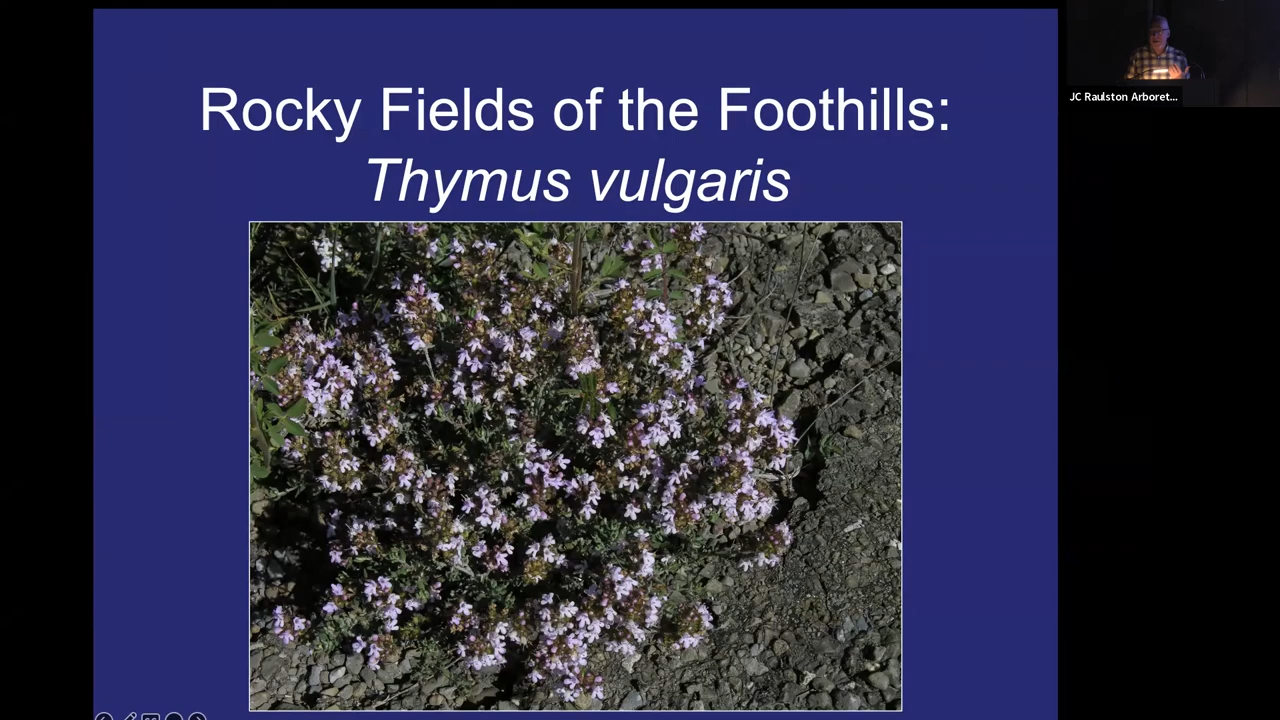 Rocky Fields of the Foothills:
Thymus vulgaris
JC Raulston Arboret...